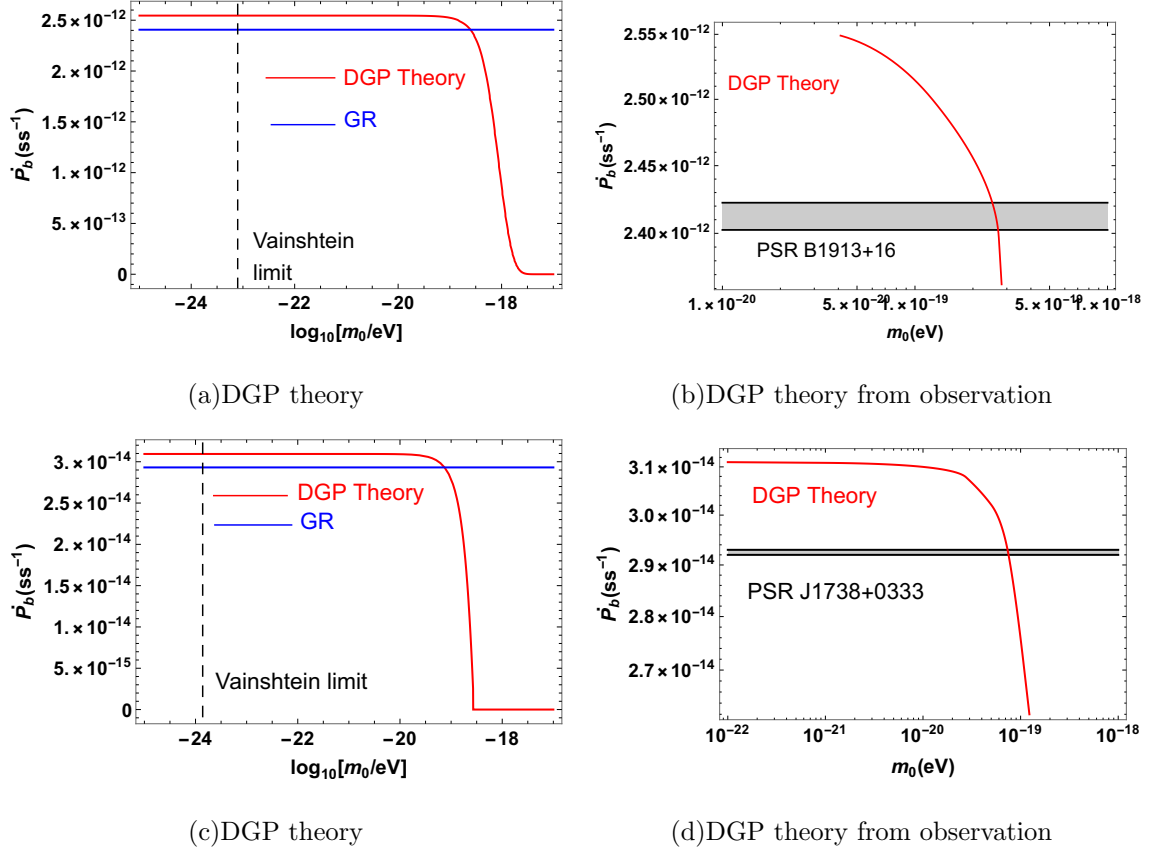 2.5×10⁻¹²
2.×10⁻¹²
1.5×10⁻¹²
1.×10⁻¹²
5.×10⁻¹³
0
Ṗ_b(ss⁻¹)
DGP Theory
GR
Vainshtein
limit
−24 −22 −20 −18
log₁₀[m₀/eV]
(a)DGP theory
2.55×10⁻¹²
2.50×10⁻¹²
2.45×10⁻¹²
2.40×10⁻¹²
Ṗ_b(ss⁻¹)
DGP Theory
PSR B1913+16
1.×10⁻²⁰ 5.×10⁻²⁰ 1.×10⁻¹⁹ 5.×10⁻¹⁹ 1.×10⁻¹⁸
m₀(eV)
(b)DGP theory from observation
3.×10⁻¹⁴
2.5×10⁻¹⁴
2.×10⁻¹⁴
1.5×10⁻¹⁴
1.×10⁻¹⁴
5.×10⁻¹⁵
0
Ṗ_b(ss⁻¹)
DGP Theory
GR
Vainshtein limit
−24 −22 −20 −18
log₁₀[m₀/eV]
(c)DGP theory
3.1×10⁻¹⁴
3.0×10⁻¹⁴
2.9×10⁻¹⁴
2.8×10⁻¹⁴
2.7×10⁻¹⁴
Ṗ_b(ss⁻¹)
DGP Theory
PSR J1738+0333
10⁻²² 10⁻²¹ 10⁻²⁰ 10⁻¹⁹ 10⁻¹⁸
m₀(eV)
(d)DGP theory from observation